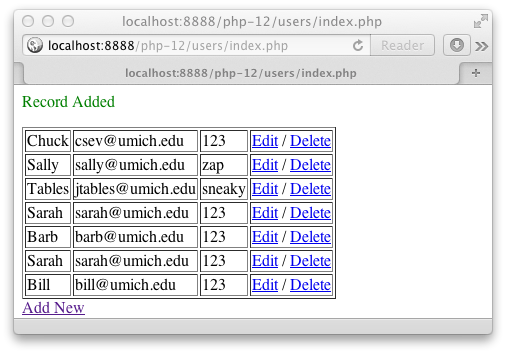 localhost:8888/php-12/users/index.php
localhost:8888/php-12/users/index.php Reader
localhost:8888/php-12/users/index.php
Record Added
Chuck csev@umich.edu 123 Edit / Delete
Sally sally@umich.edu zap Edit / Delete
Tables jtables@umich.edu sneaky Edit / Delete
Sarah sarah@umich.edu 123 Edit / Delete
Barb barb@umich.edu 123 Edit / Delete
Sarah sarah@umich.edu 123 Edit / Delete
Bill bill@umich.edu 123 Edit / Delete
Add New